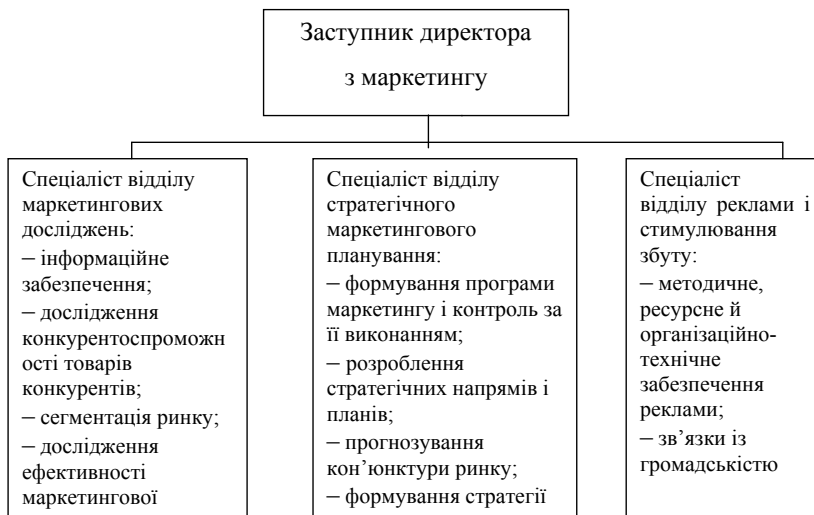 Заступник директора
з маркетингу
Спеціаліст відділу
маркетингових
досліджень:
– інформаційне
забезпечення;
– дослідження
конкурентоспроможн
ості товарів
конкурентів;
– сегментація ринку;
– дослідження
ефективності
маркетингової
Спеціаліст відділу
стратегічного
маркетингового
планування:
– формування програми
маркетингу і контроль за
її виконанням;
– розроблення
стратегічних напрямів і
планів;
– прогнозування
кон’юнктури ринку;
– формування стратегії
Спеціаліст
відділу реклами і
стимулювання
збуту:
– методичне,
ресурсне й
організаційно-
технічне
забезпечення
реклами;
– зв’язки із
громадськістю